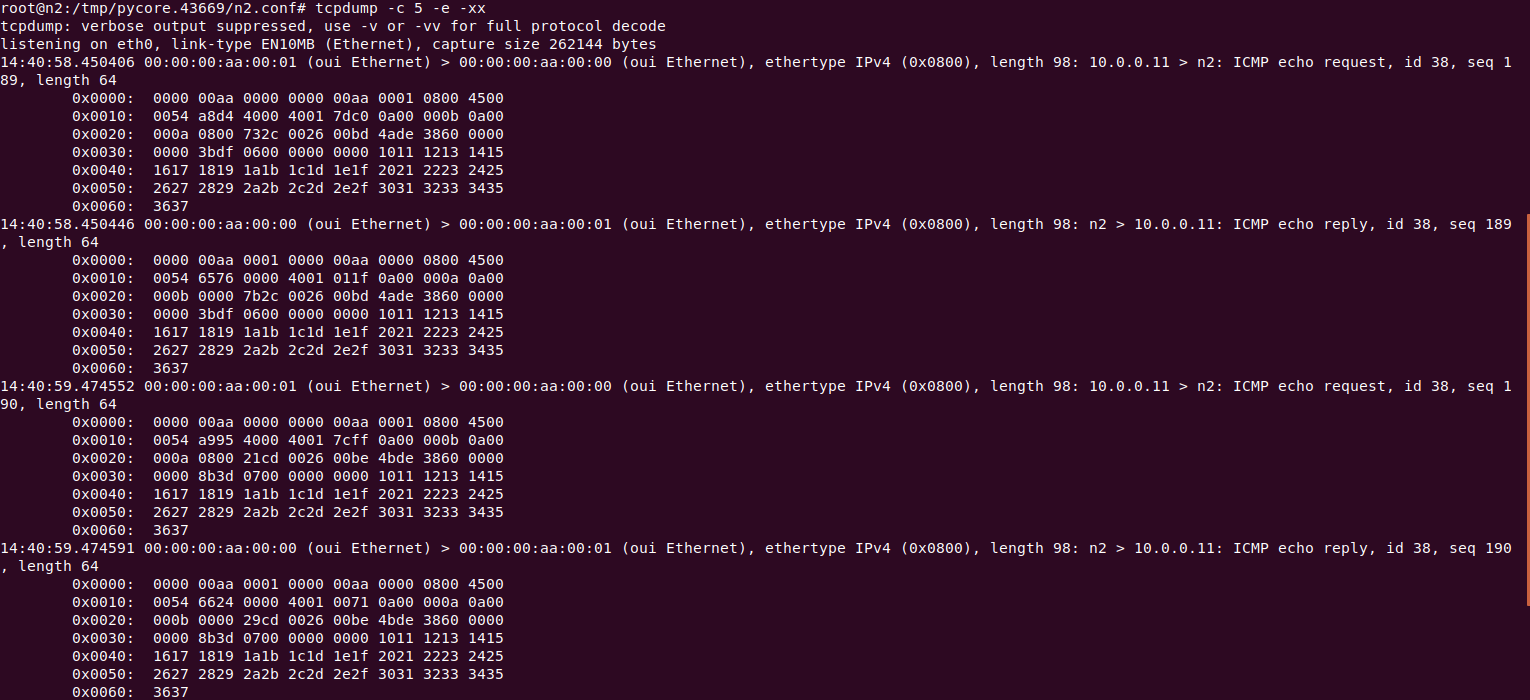 root@n2:/tmp/pycore.43669/n2.conf# tcpdump -c 5 -e -xx
tcpdump: verbose output suppressed, use -v or -vv for full protocol decode
listening on eth0, link-type EN10MB (Ethernet), capture size 262144 bytes
14:40:58.450406 00:00:00:aa:00:01 (oui Ethernet) > 00:00:00:aa:00:00 (oui Ethernet), ethertype IPv4 (0x0800), length 98: 10.0.0.11 > n2: ICMP echo request, id 38, seq 1
89, length 64
        0x0000:  0000 00aa 0000 0000 00aa 0001 0800 4500
        0x0010:  0054 a8d4 4000 4001 7dc0 0a00 000b 0a00
        0x0020:  000a 0800 732c 0026 00bd 4ade 3860 0000
        0x0030:  0000 3bdf 0600 0000 0000 1011 1213 1415
        0x0040:  1617 1819 1a1b 1c1d 1e1f 2021 2223 2425
        0x0050:  2627 2829 2a2b 2c2d 2e2f 3031 3233 3435
        0x0060:  3637
14:40:58.450446 00:00:00:aa:00:00 (oui Ethernet) > 00:00:00:aa:00:01 (oui Ethernet), ethertype IPv4 (0x0800), length 98: n2 > 10.0.0.11: ICMP echo reply, id 38, seq 189
, length 64
        0x0000:  0000 00aa 0001 0000 00aa 0000 0800 4500
        0x0010:  0054 6576 0000 4001 011f 0a00 000a 0a00
        0x0020:  000b 0000 7b2c 0026 00bd 4ade 3860 0000
        0x0030:  0000 3bdf 0600 0000 0000 1011 1213 1415
        0x0040:  1617 1819 1a1b 1c1d 1e1f 2021 2223 2425
        0x0050:  2627 2829 2a2b 2c2d 2e2f 3031 3233 3435
        0x0060:  3637
14:40:59.474552 00:00:00:aa:00:01 (oui Ethernet) > 00:00:00:aa:00:00 (oui Ethernet), ethertype IPv4 (0x0800), length 98: 10.0.0.11 > n2: ICMP echo request, id 38, seq 1
90, length 64
        0x0000:  0000 00aa 0000 0000 00aa 0001 0800 4500
        0x0010:  0054 a995 4000 4001 7cff 0a00 000b 0a00
        0x0020:  000a 0800 21cd 0026 00be 4bde 3860 0000
        0x0030:  0000 8b3d 0700 0000 0000 1011 1213 1415
        0x0040:  1617 1819 1a1b 1c1d 1e1f 2021 2223 2425
        0x0050:  2627 2829 2a2b 2c2d 2e2f 3031 3233 3435
        0x0060:  3637
14:40:59.474591 00:00:00:aa:00:00 (oui Ethernet) > 00:00:00:aa:00:01 (oui Ethernet), ethertype IPv4 (0x0800), length 98: n2 > 10.0.0.11: ICMP echo reply, id 38, seq 190
, length 64
        0x0000:  0000 00aa 0001 0000 00aa 0000 0800 4500
        0x0010:  0054 6624 0000 4001 0071 0a00 000a 0a00
        0x0020:  000b 0000 29cd 0026 00be 4bde 3860 0000
        0x0030:  0000 8b3d 0700 0000 0000 1011 1213 1415
        0x0040:  1617 1819 1a1b 1c1d 1e1f 2021 2223 2425
        0x0050:  2627 2829 2a2b 2c2d 2e2f 3031 3233 3435
        0x0060:  3637